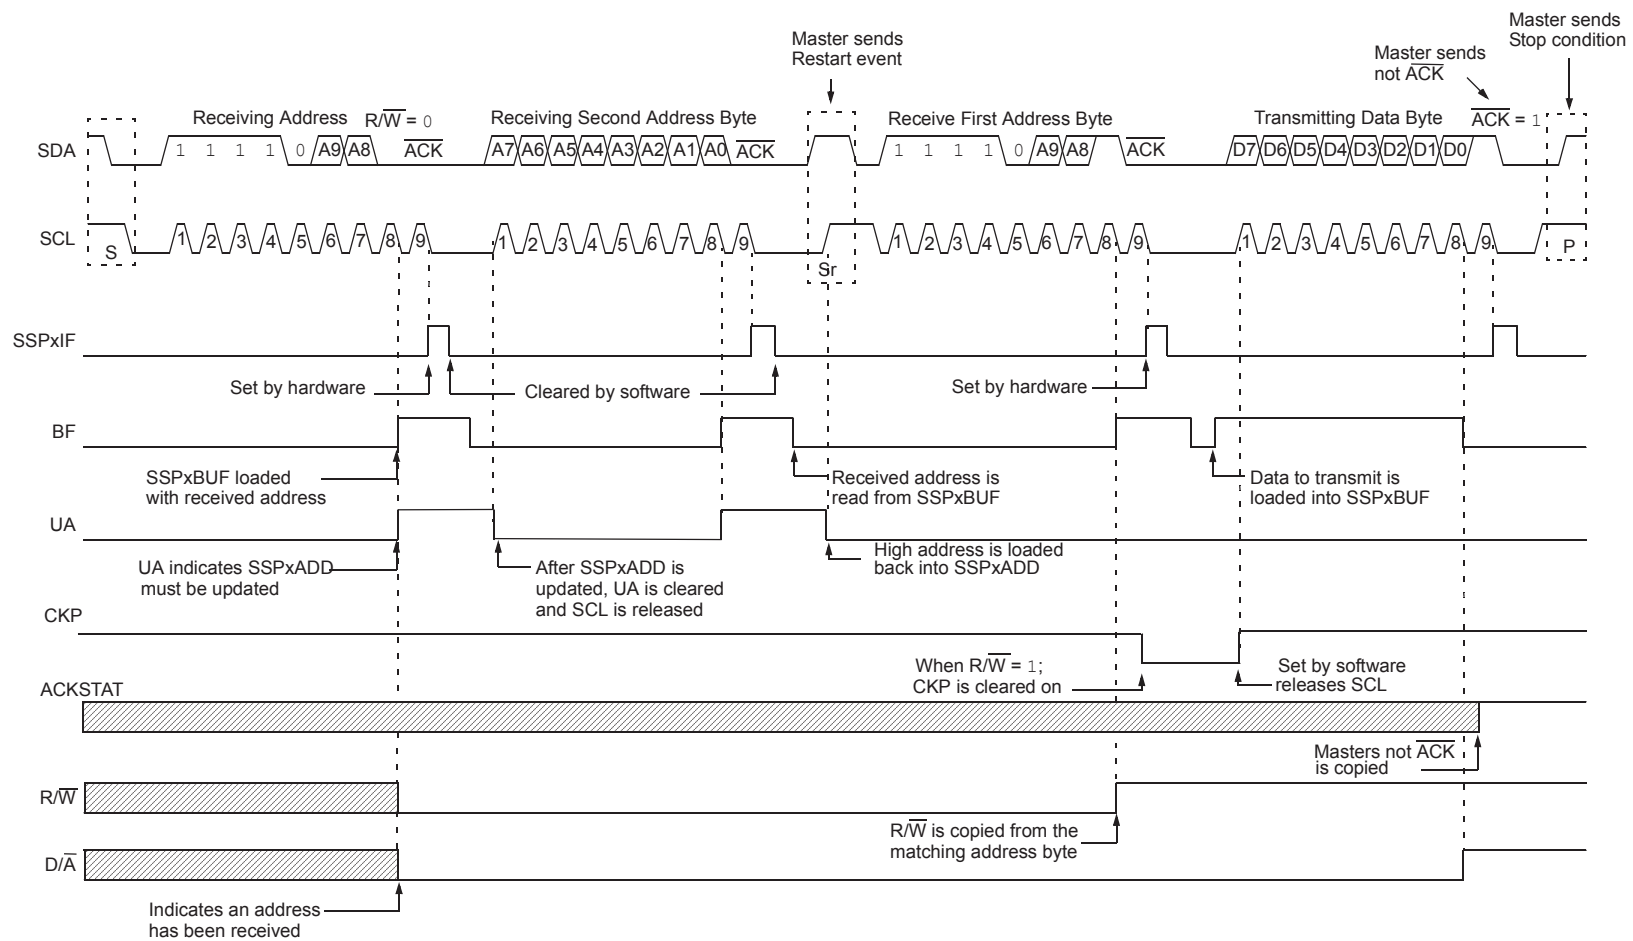 Master sends
Restart event
Master sends
not ACK
Master sends
Stop condition
Receiving Address
R/W = 0
ACK
Receiving Second Address Byte
Receive First Address Byte
Transmitting Data Byte
ACK = 1
SDA
1 1 1 1 0 A9 A8 ACK
A7 A6 A5 A4 A3 A2 A1 A0 ACK
1 1 1 1 0 A9 A8 ACK
D7 D6 D5 D4 D3 D2 D1 D0
SCL
S
1 2 3 4 5 6 7 8 9
1 2 3 4 5 6 7 8 9
Sr
1 2 3 4 5 6 7 8 9
1 2 3 4 5 6 7 8 9
P
SSPxIF
Set by hardware
Cleared by software
Set by hardware
BF
SSPxBUF loaded
with received address
Received address is
read from SSPxBUF
Data to transmit is
loaded into SSPxBUF
UA
UA indicates SSPxADD
must be updated
After SSPxADD is
updated, UA is cleared
and SCL is released
High address is loaded
back into SSPxADD
CKP
When R/W = 1;
CKP is cleared on
Set by software
releases SCL
ACKSTAT
Masters not ACK
is copied
R/W
R/W is copied from the
matching address byte
D/A
Indicates an address
has been received